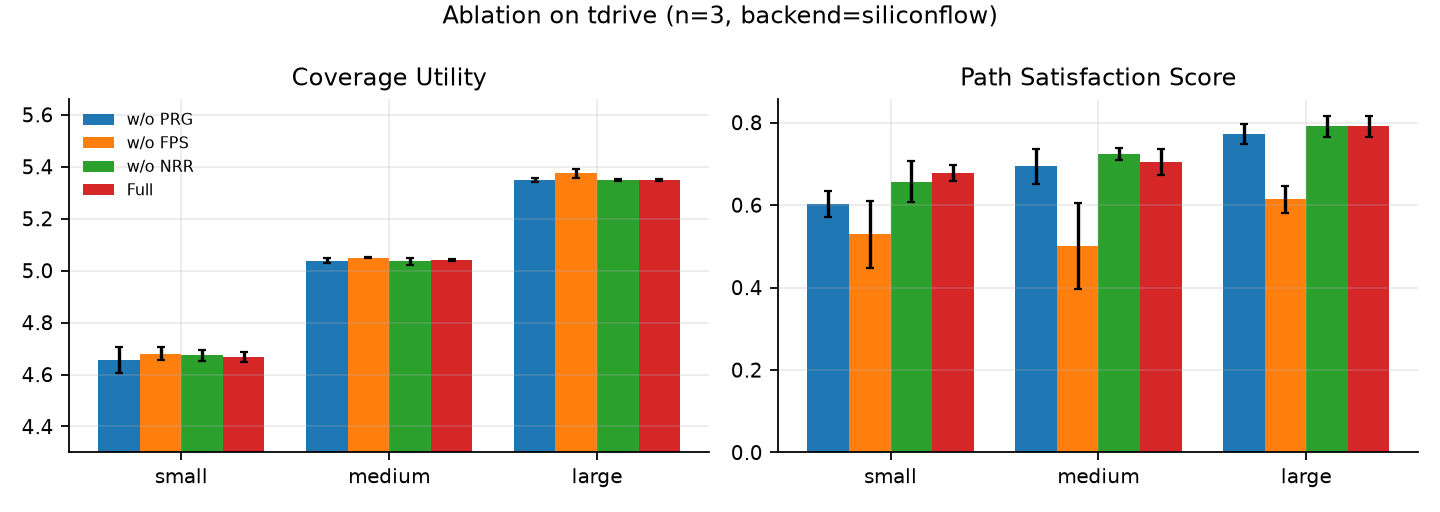 Ablation on tdrive (n=3, backend=siliconflow)
Coverage Utility
5.6
5.4
5.2
5.0
4.8
4.6
4.4
w/o PRG
w/o FPS
w/o NRR
Full
small medium large
Path Satisfaction Score
0.8
0.6
0.4
0.2
0.0
small medium large